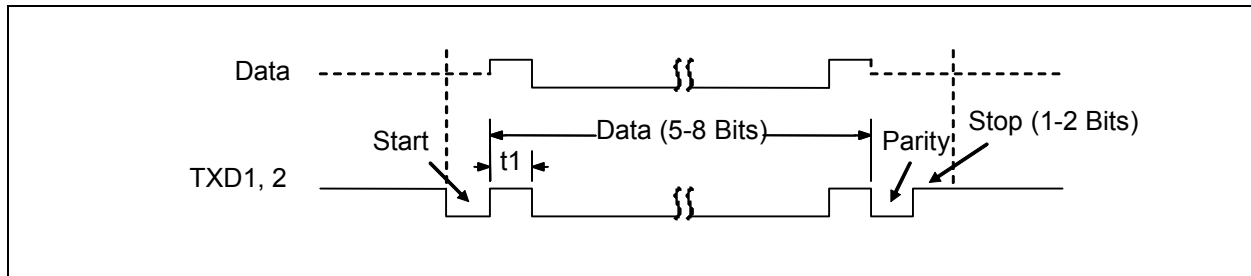 Data
Data (5-8 Bits)
Stop (1-2 Bits)
Start
Parity
t1
TXD1, 2